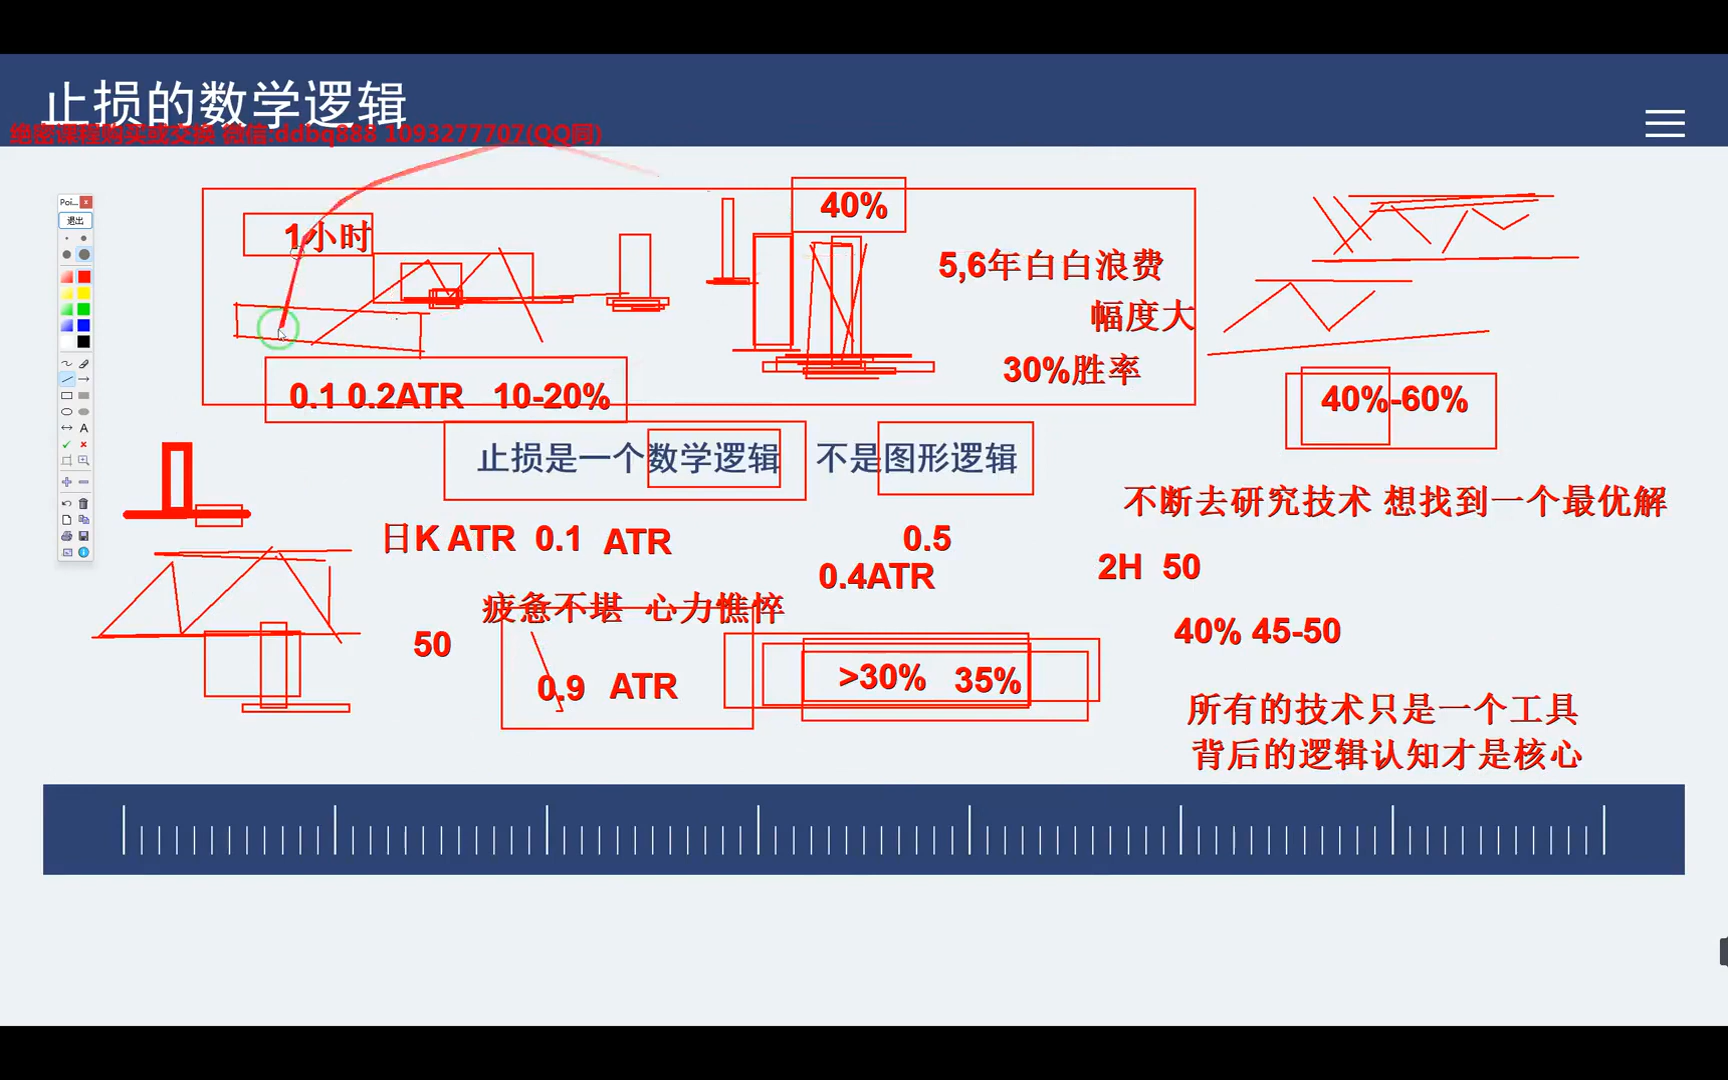 止损的数学逻辑
绝密课程购买或交换 微信:ddbq888 1093277707(QQ同)
Poi...
退出
40%
1小时
5,6年白白浪费
幅度大
30%胜率
0.1 0.2ATR 10-20%
40%-60%
止损是一个数学逻辑 不是图形逻辑
不断去研究技术 想找到一个最优解
日K ATR 0.1 ATR 0.5
0.4ATR
2H 50
疲惫不堪 心力憔悴
50
40% 45-50
0.9 ATR
>30% 35%
所有的技术只是一个工具
背后的逻辑认知才是核心